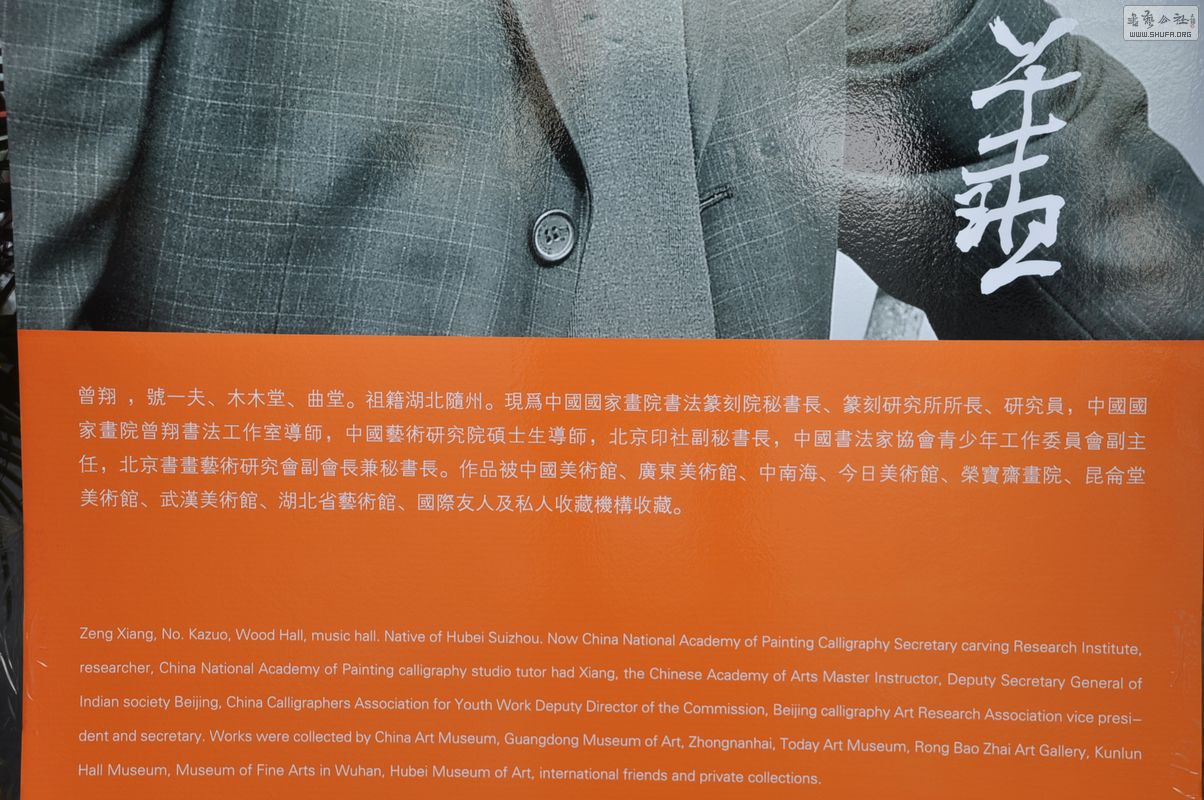 WWW.SHUFA.ORG
曾翔 ，號一夫、木木堂、曲堂。祖籍湖北隨州。現爲中國國家畫院書法篆刻院秘書長、篆刻研究所所長、研究員，中國國
家畫院曾翔書法工作室導師，中國藝術研究院碩士生導師，北京印社副秘書長，中國書法家協會青少年工作委員會副主
任，北京書畫藝術研究會副會長兼秘書長。作品被中國美術館、廣東美術館、中南海、今日美術館、榮寶齋畫院、昆侖堂
美術館、武漢美術館、湖北省藝術館、國際友人及私人收藏機構收藏。
Zeng Xiang, No. Kazuo, Wood Hall, music hall. Native of Hubei Suizhou. Now China National Academy of Painting Calligraphy Secretary carving Research Institute,
researcher, China National Academy of Painting calligraphy studio tutor had Xiang, the Chinese Academy of Arts Master Instructor, Deputy Secretary General of
Indian society Beijing, China Calligraphers Association for Youth Work Deputy Director of the Commission, Beijing calligraphy Art Research Association vice presi–
dent and secretary. Works were collected by China Art Museum, Guangdong Museum of Art, Zhongnanhai, Today Art Museum, Rong Bao Zhai Art Gallery, Kunlun
Hall Museum, Museum of Fine Arts in Wuhan, Hubei Museum of Art, international friends and private collections.